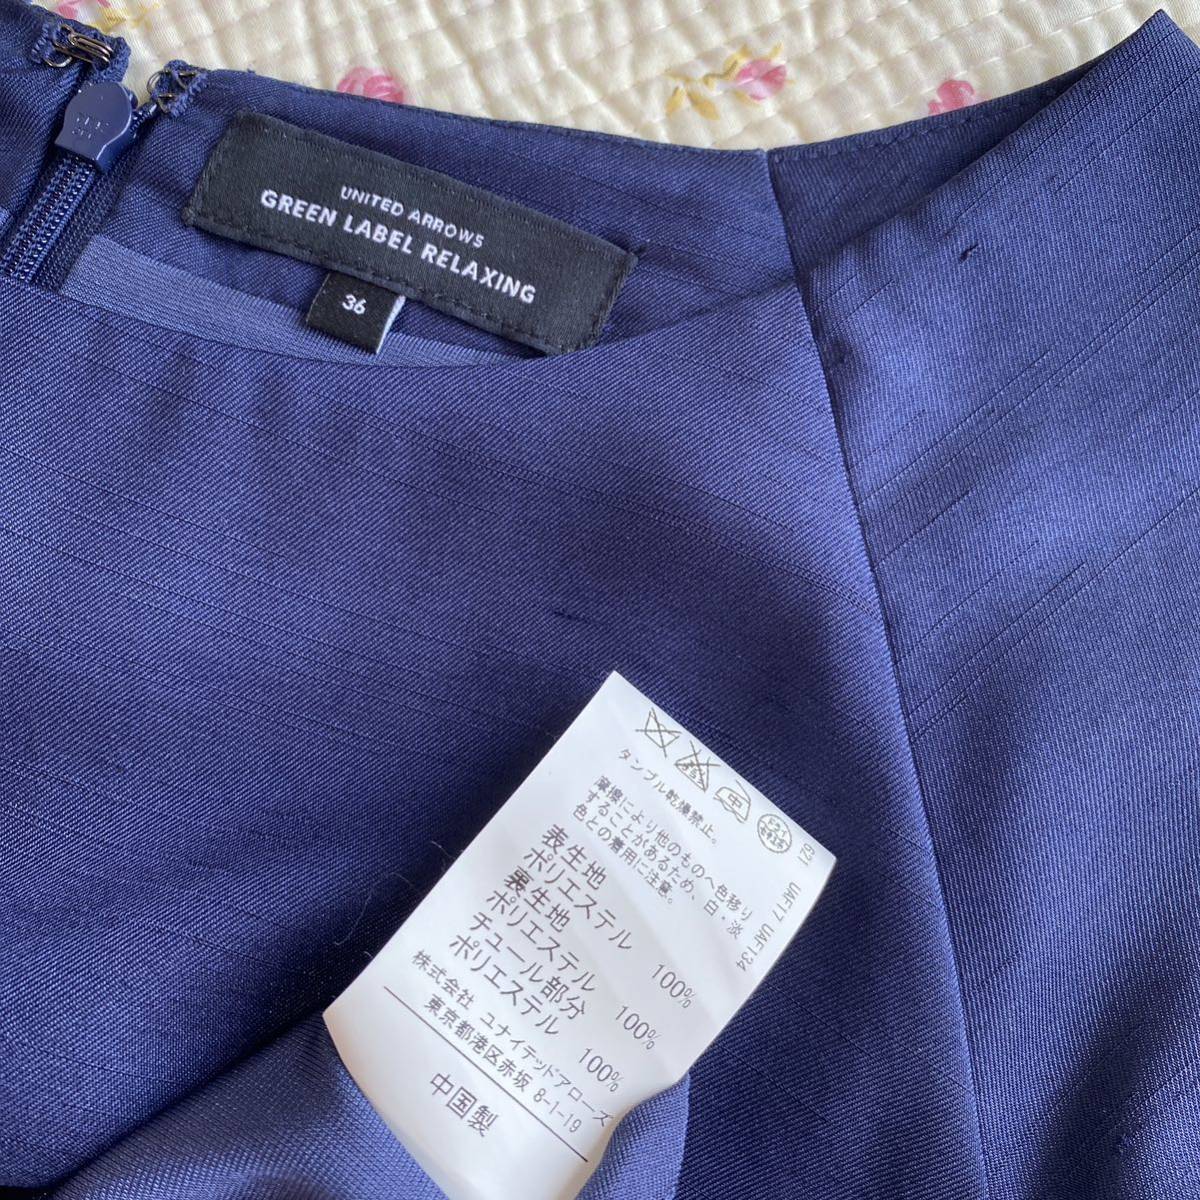 UNITED ARROWS
GREEN LABEL RELAXING
36
タンブル乾燥禁止。
摩擦により他のものへ色移り
することがあるため、白・淡
色との着用に注意。
表生地
ポリエステル 100%
裏生地
ポリエステル 100%
チュール部分
ポリエステル 100%
株式会社 ユナイテッドアローズ
東京都港区赤坂 8-1-19
中国製
621 UAF17 UAF134
中